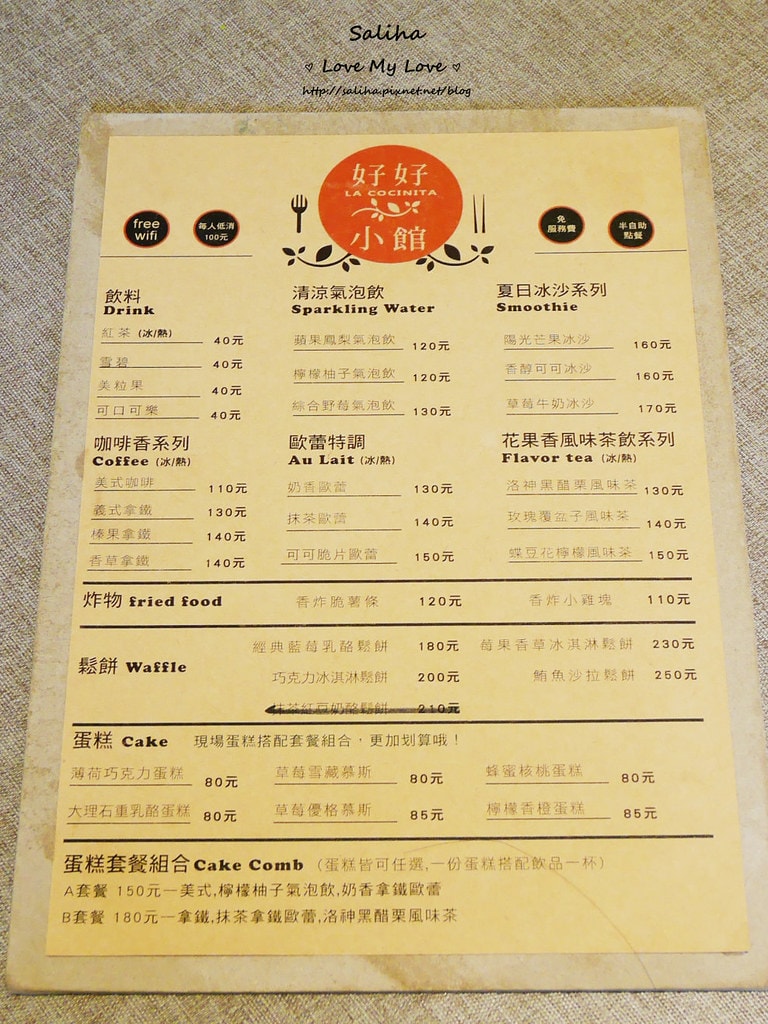 Saliha
♡ Love My Love ♡
http://saliha.pixnet.net/blog
好好
LA COCINITA
小館
free
wifi
每人低消
100元
免
服務費
半自助
點餐
飲料
Drink
紅茶 (冰/熱) 40元
雪碧 40元
美粒果 40元
可口可樂 40元
清涼氣泡飲
Sparkling Water
蘋果鳳梨氣泡飲 120元
檸檬柚子氣泡飲 120元
綜合野莓氣泡飲 130元
夏日冰沙系列
Smoothie
陽光芒果冰沙 160元
香醇可可冰沙 160元
草莓牛奶冰沙 170元
咖啡香系列
Coffee (冰/熱)
美式咖啡 110元
義式拿鐵 130元
榛果拿鐵 140元
香草拿鐵 140元
歐蕾特調
Au Lait (冰/熱)
奶香歐蕾 130元
抹茶歐蕾 140元
可可脆片歐蕾 150元
花果香風味茶飲系列
Flavor tea (冰/熱)
洛神黑醋栗風味茶 130元
玫瑰覆盆子風味茶 140元
蝶豆花檸檬風味茶 150元
炸物 fried food 香炸脆薯條 120元 香炸小雞塊 110元
鬆餅 Waffle
經典藍莓乳酪鬆餅 180元 莓果香草冰淇淋鬆餅 230元
巧克力冰淇淋鬆餅 200元 鮪魚沙拉鬆餅 250元
抹茶紅豆奶酪鬆餅 210元
蛋糕 Cake 現場蛋糕搭配套餐組合，更加划算哦！
薄荷巧克力蛋糕 80元 草莓雪藏慕斯 80元 蜂蜜核桃蛋糕 80元
大理石重乳酪蛋糕 80元 草莓優格慕斯 85元 檸檬香橙蛋糕 85元
蛋糕套餐組合 Cake Comb (蛋糕皆可任選,一份蛋糕搭配飲品一杯)
A套餐 150元—美式,檸檬柚子氣泡飲,奶香拿鐵歐蕾
B套餐 180元—拿鐵,抹茶拿鐵歐蕾,洛神黑醋栗風味茶